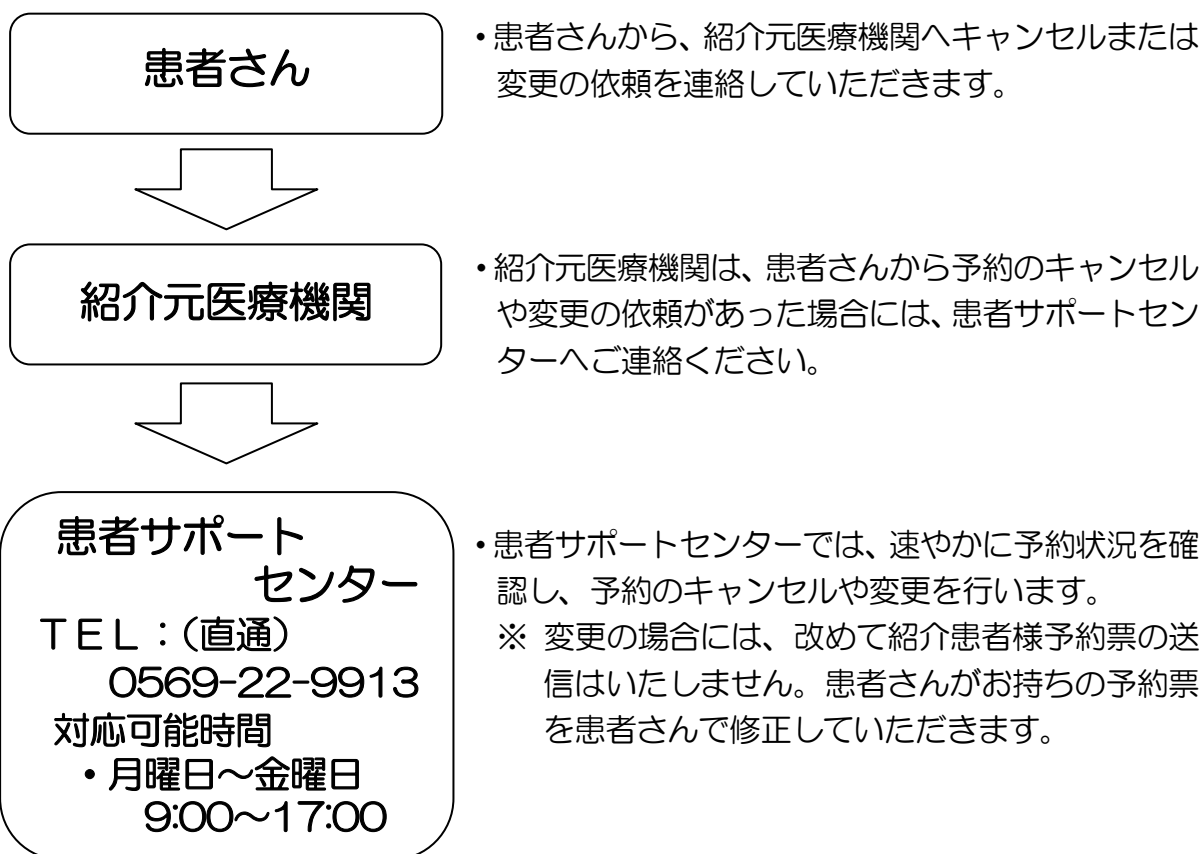 患者さん
・患者さんから、紹介元医療機関へキャンセルまたは
変更の依頼を連絡していただきます。
紹介元医療機関
・紹介元医療機関は、患者さんから予約のキャンセル
や変更の依頼があった場合には、患者サポートセン
ターへご連絡ください。
患者サポート
センター
ＴＥＬ：(直通)
0569-22-9913
対応可能時間
・月曜日～金曜日
9:00～17:00
・患者サポートセンターでは、速やかに予約状況を確
認し、予約のキャンセルや変更を行います。
※ 変更の場合には、改めて紹介患者様予約票の送
信はいたしません。患者さんがお持ちの予約票
を患者さんで修正していただきます。